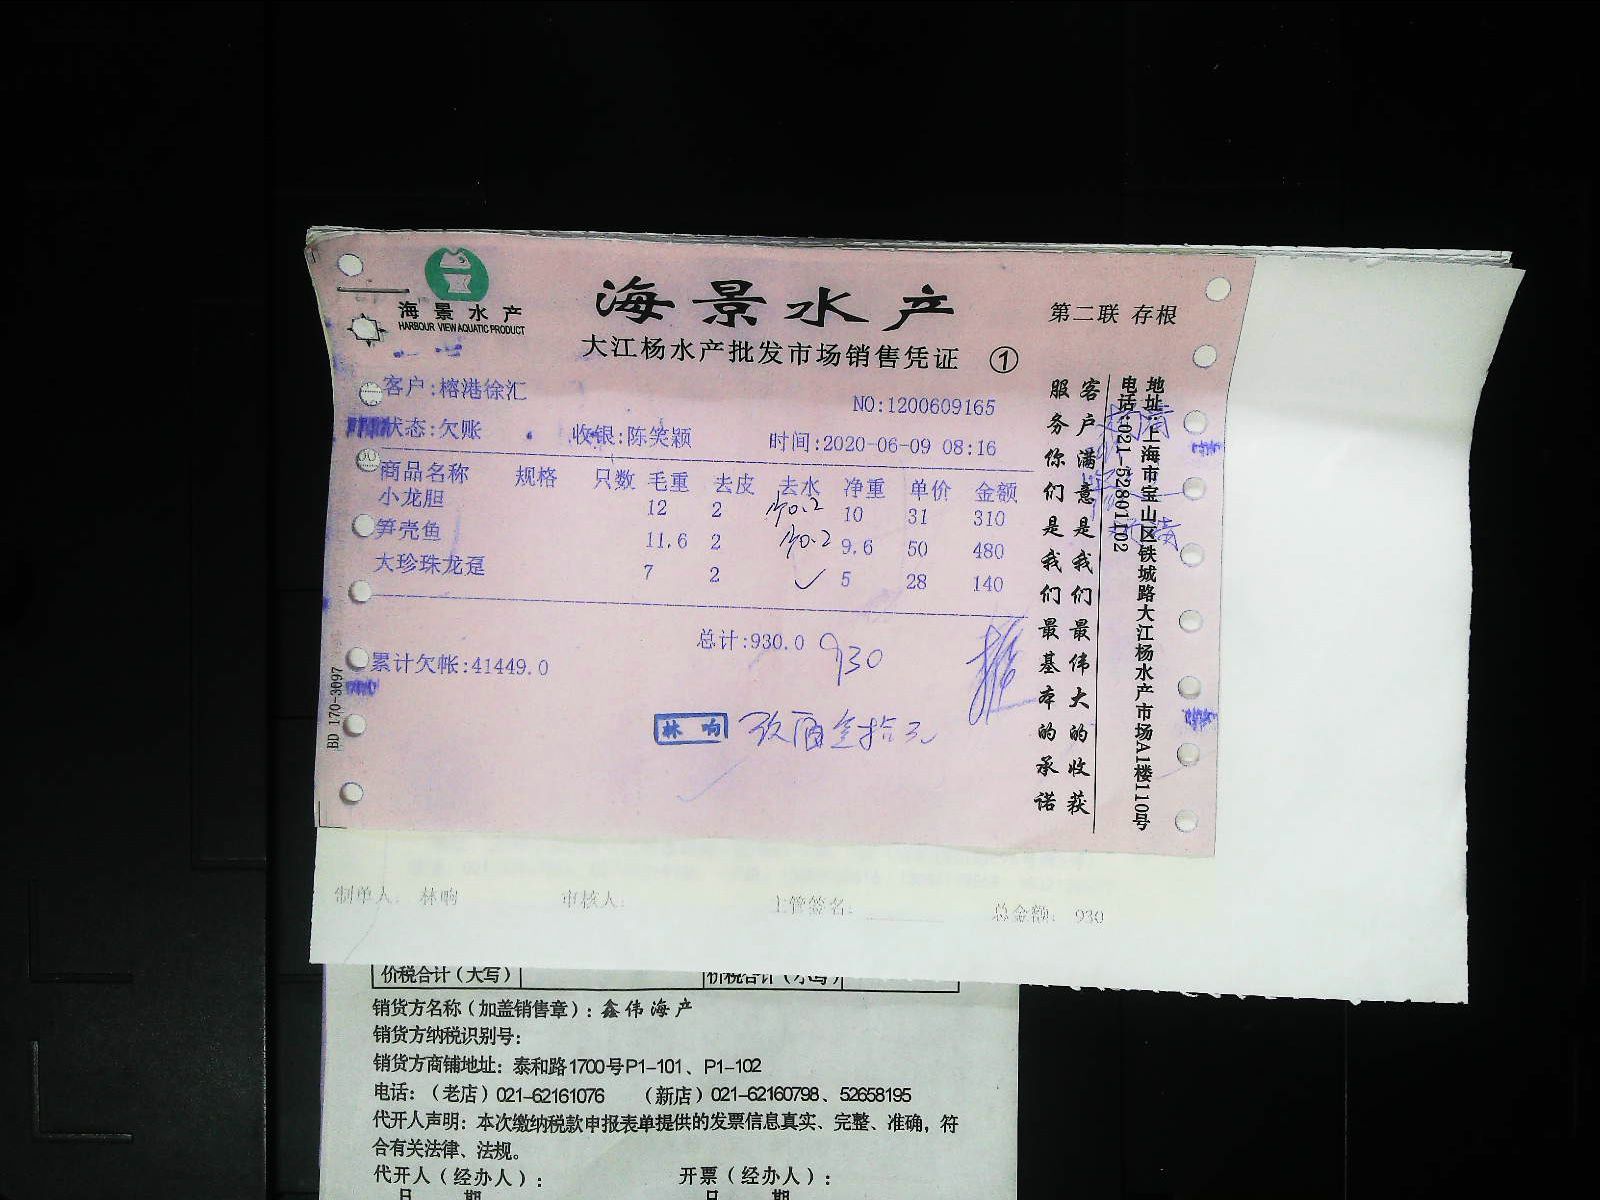 海景水产
HARBOUR VIEW AQUATIC PRODUCT
海景水产
第二联 存根
大江杨水产批发市场销售凭证 ①
客户:榕港徐汇
NO:1200609165
状态:欠账 收银:陈笑颖 时间:2020-06-09 08:16
商品名称 规格 只数 毛重 去皮 去水 净重 单价 金额
小龙胆 12 2 10 31 310
笋壳鱼 11.6 2 9.6 50 480
大珍珠龙趸 7 2 ✓ 5 28 140
总计:930.0 930
累计欠帐:41449.0
林响
客户满意是我们最伟大的收获
服务你们是我们最基本的承诺
地址:上海市宝山区铁城路大江杨水产市场A1楼110号
电话:021-62801102
BD 170-3097
制单人: 林响 审核人: 主管签名: 总金额: 930
价税合计(大写) 价税合计(小写)
销货方名称(加盖销售章):鑫伟海产
销货方纳税识别号:
销货方商铺地址:泰和路1700号P1-101、P1-102
电话:(老店)021-62161076 (新店)021-62160798、52658195
代开人声明:本次缴纳税款申报表单提供的发票信息真实、完整、准确,符
合有关法律、法规。
代开人(经办人): 开票(经办人):
日 期 日 期